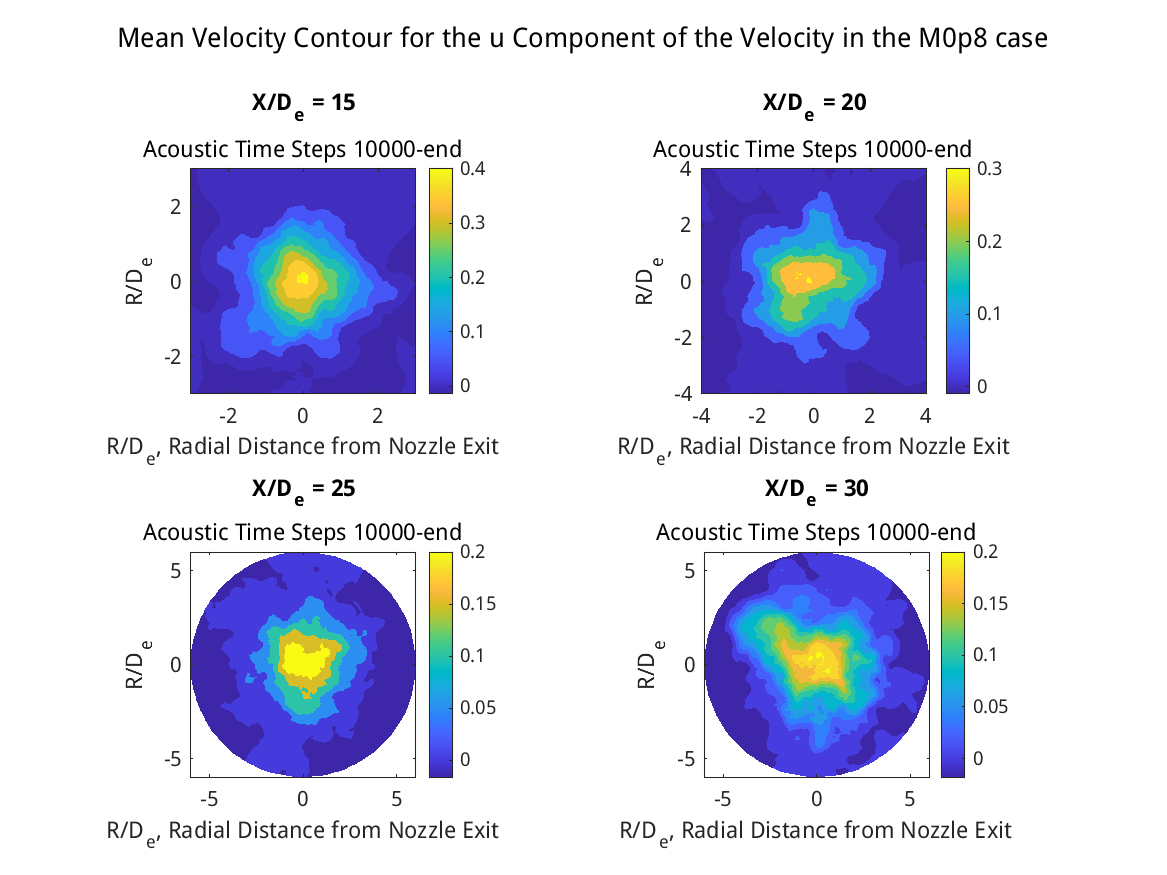 Mean Velocity Contour for the u Component of the Velocity in the M0p8 case
X/De = 15
Acoustic Time Steps 10000-end
2
0
-2
R/De
-2 0 2
R/De, Radial Distance from Nozzle Exit
0.4
0.3
0.2
0.1
0
X/De = 20
Acoustic Time Steps 10000-end
4
2
0
-2
-4
R/De
-4 -2 0 2 4
R/De, Radial Distance from Nozzle Exit
0.3
0.2
0.1
0
X/De = 25
Acoustic Time Steps 10000-end
5
0
-5
R/De
-5 0 5
R/De, Radial Distance from Nozzle Exit
0.2
0.15
0.1
0.05
0
X/De = 30
Acoustic Time Steps 10000-end
5
0
-5
R/De
-5 0 5
R/De, Radial Distance from Nozzle Exit
0.2
0.15
0.1
0.05
0